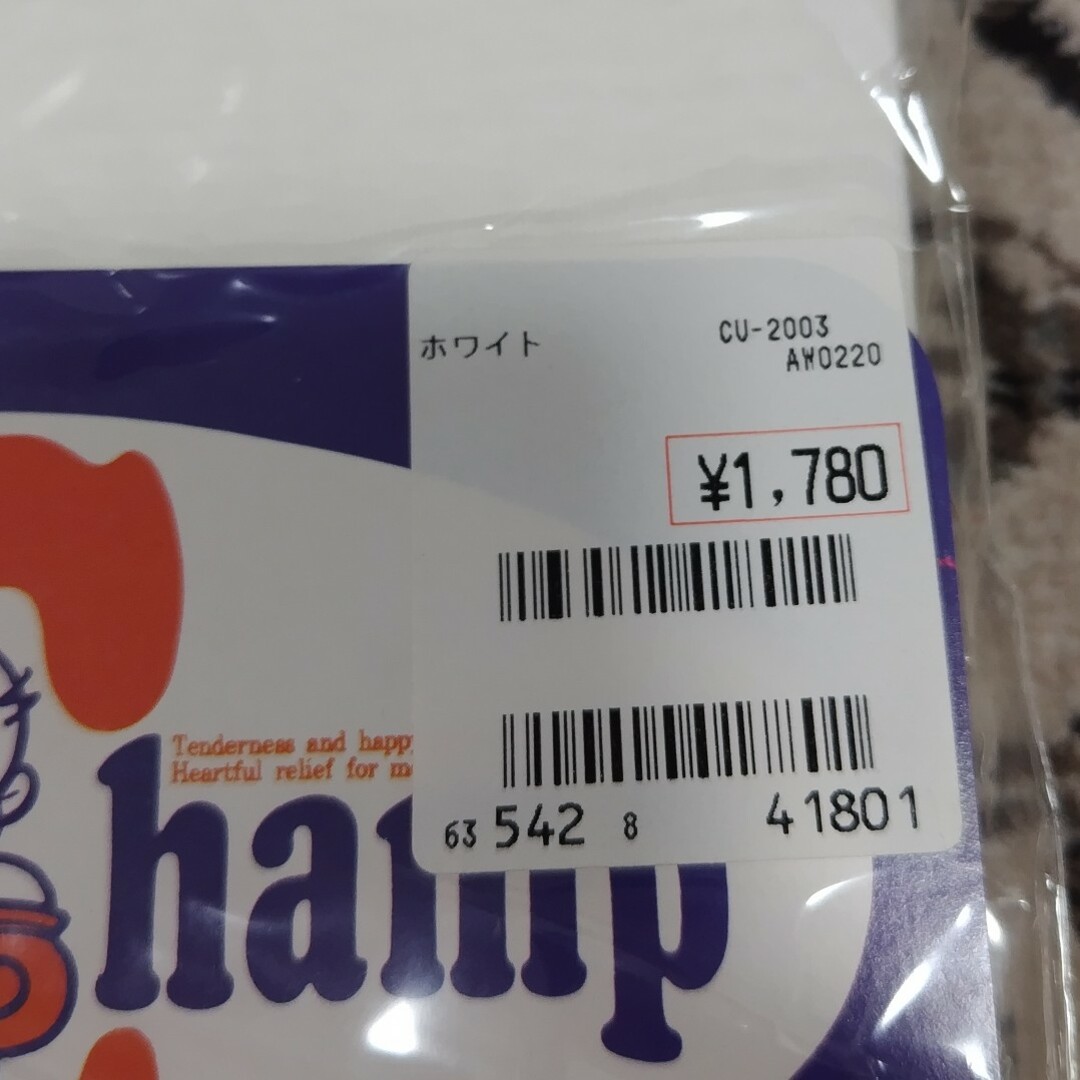 ホワイト
CU-2003
AW0220
¥1,780
Tenderness and happ
Heartful relief for m
63 542 8 41801